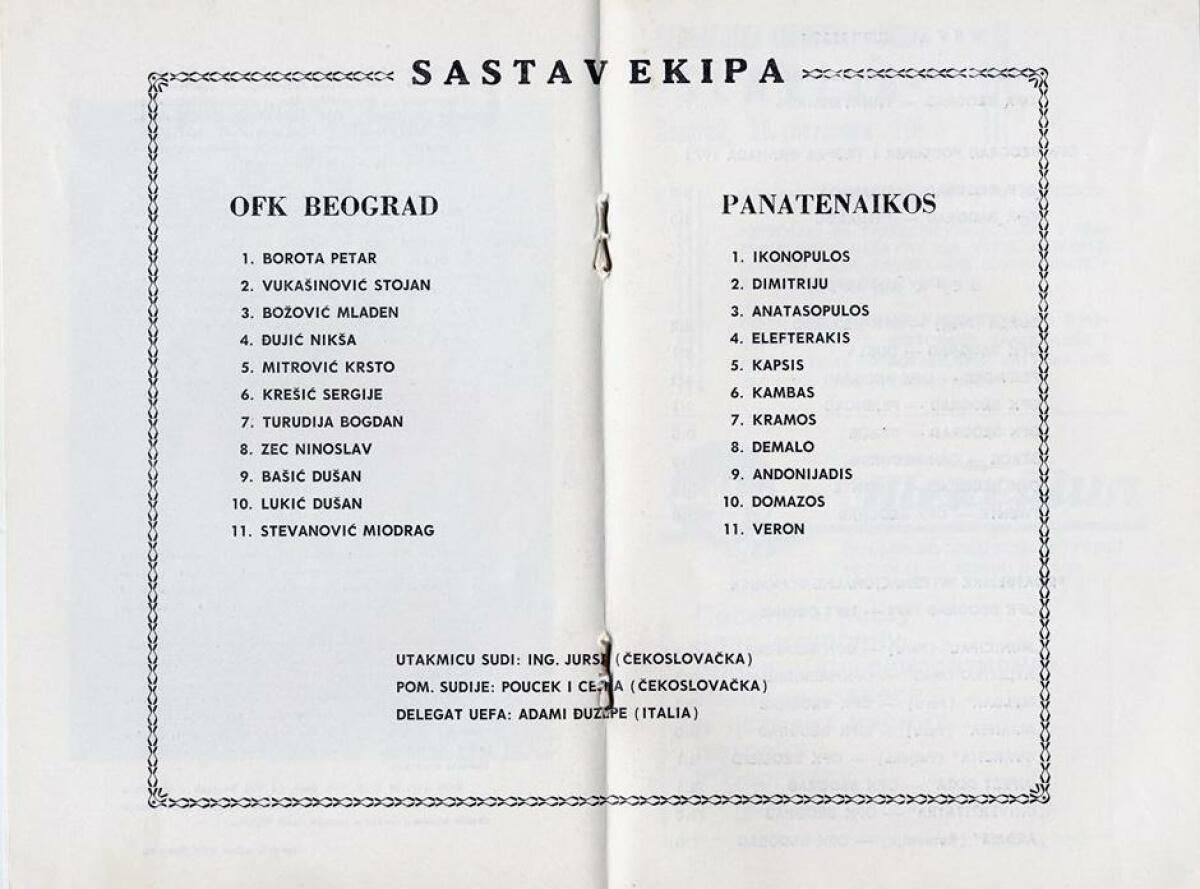 SASTAV EKIPA
OFK BEOGRAD
1. BOROTA PETAR
2. VUKAŠINOVIĆ STOJAN
3. BOŽOVIĆ MLADEN
4. ĐUJIĆ NIKŠA
5. MITROVIĆ KRSTO
6. KREŠIĆ SERGIJE
7. TURUDIJA BOGDAN
8. ZEC NINOSLAV
9. BAŠIĆ DUŠAN
10. LUKIĆ DUŠAN
11. STEVANOVIĆ MIODRAG
PANATENAIKOS
1. IKONOPULOS
2. DIMITRIJU
3. ANATASOPULOS
4. ELEFTERAKIS
5. KAPSIS
6. KAMBAS
7. KRAMOS
8. DEMALO
9. ANDONIJADIS
10. DOMAZOS
11. VERON
UTAKMICU SUDI: ING. (ČEKOSLOVAČKA)
POM. SUDIJE: POUCEK I (ČEKOSLOVAČKA)
DELEGAT UEFA: ADAMI (ITALIA)